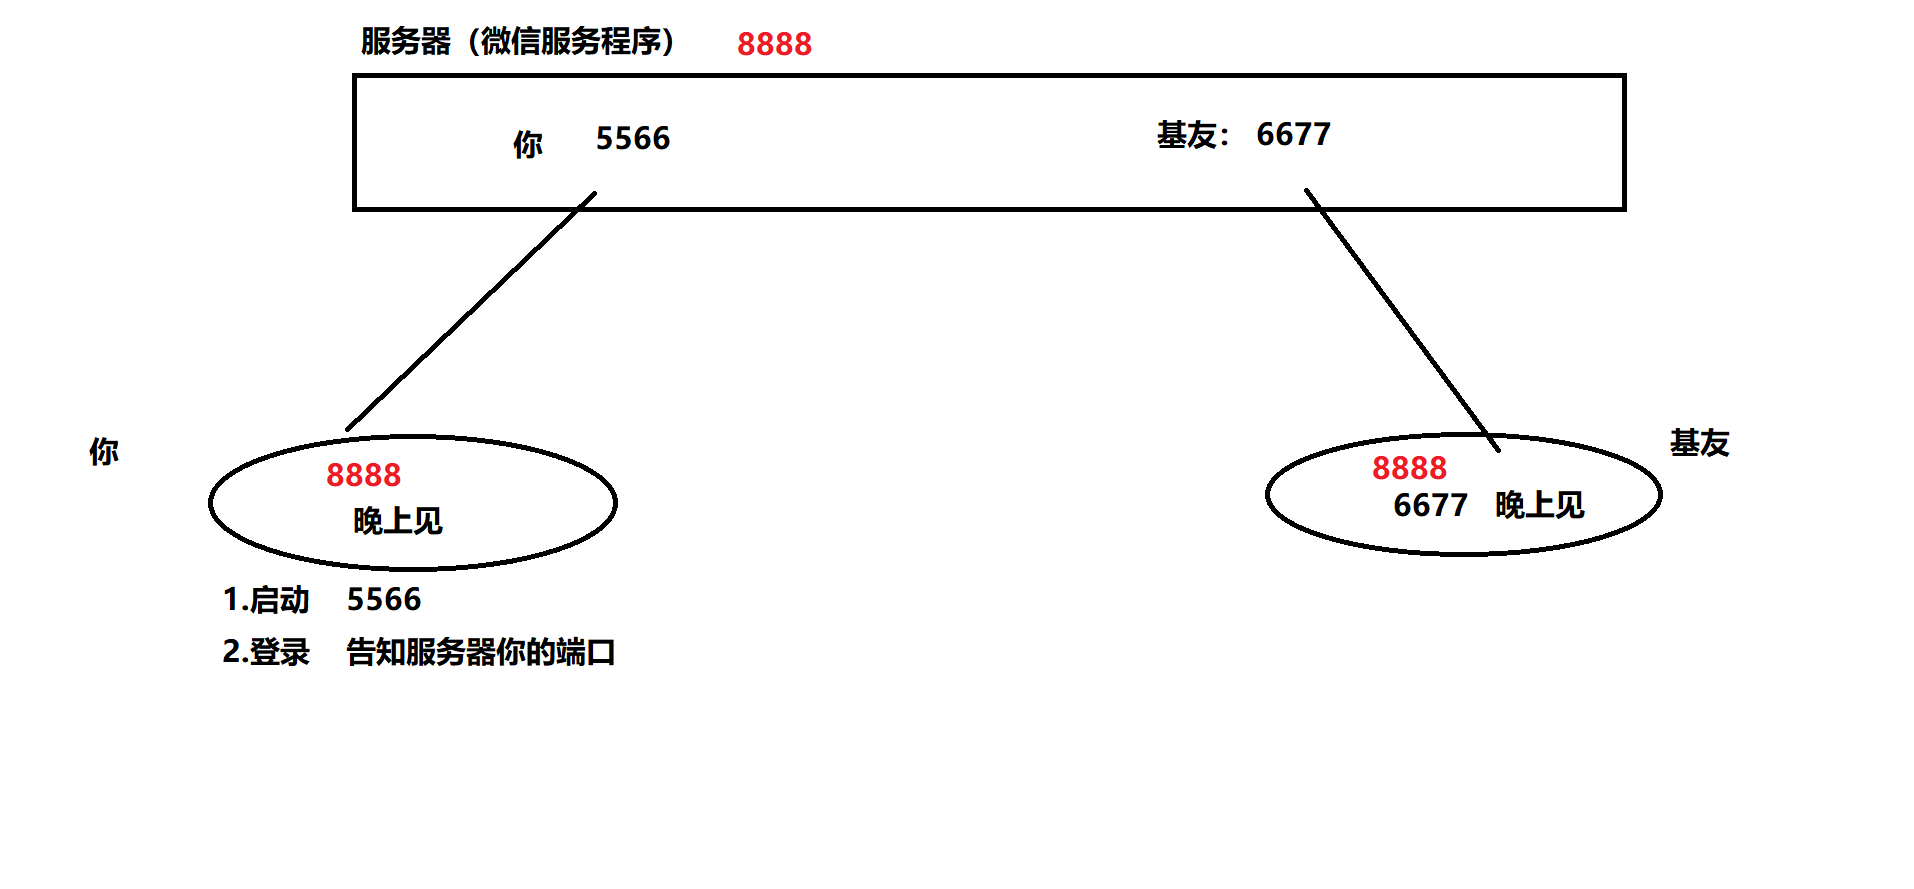 服务器（微信服务程序） 8888
你 5566
基友： 6677
你
8888
晚上见
基友
8888
6677 晚上见
1.启动 5566
2.登录 告知服务器你的端口